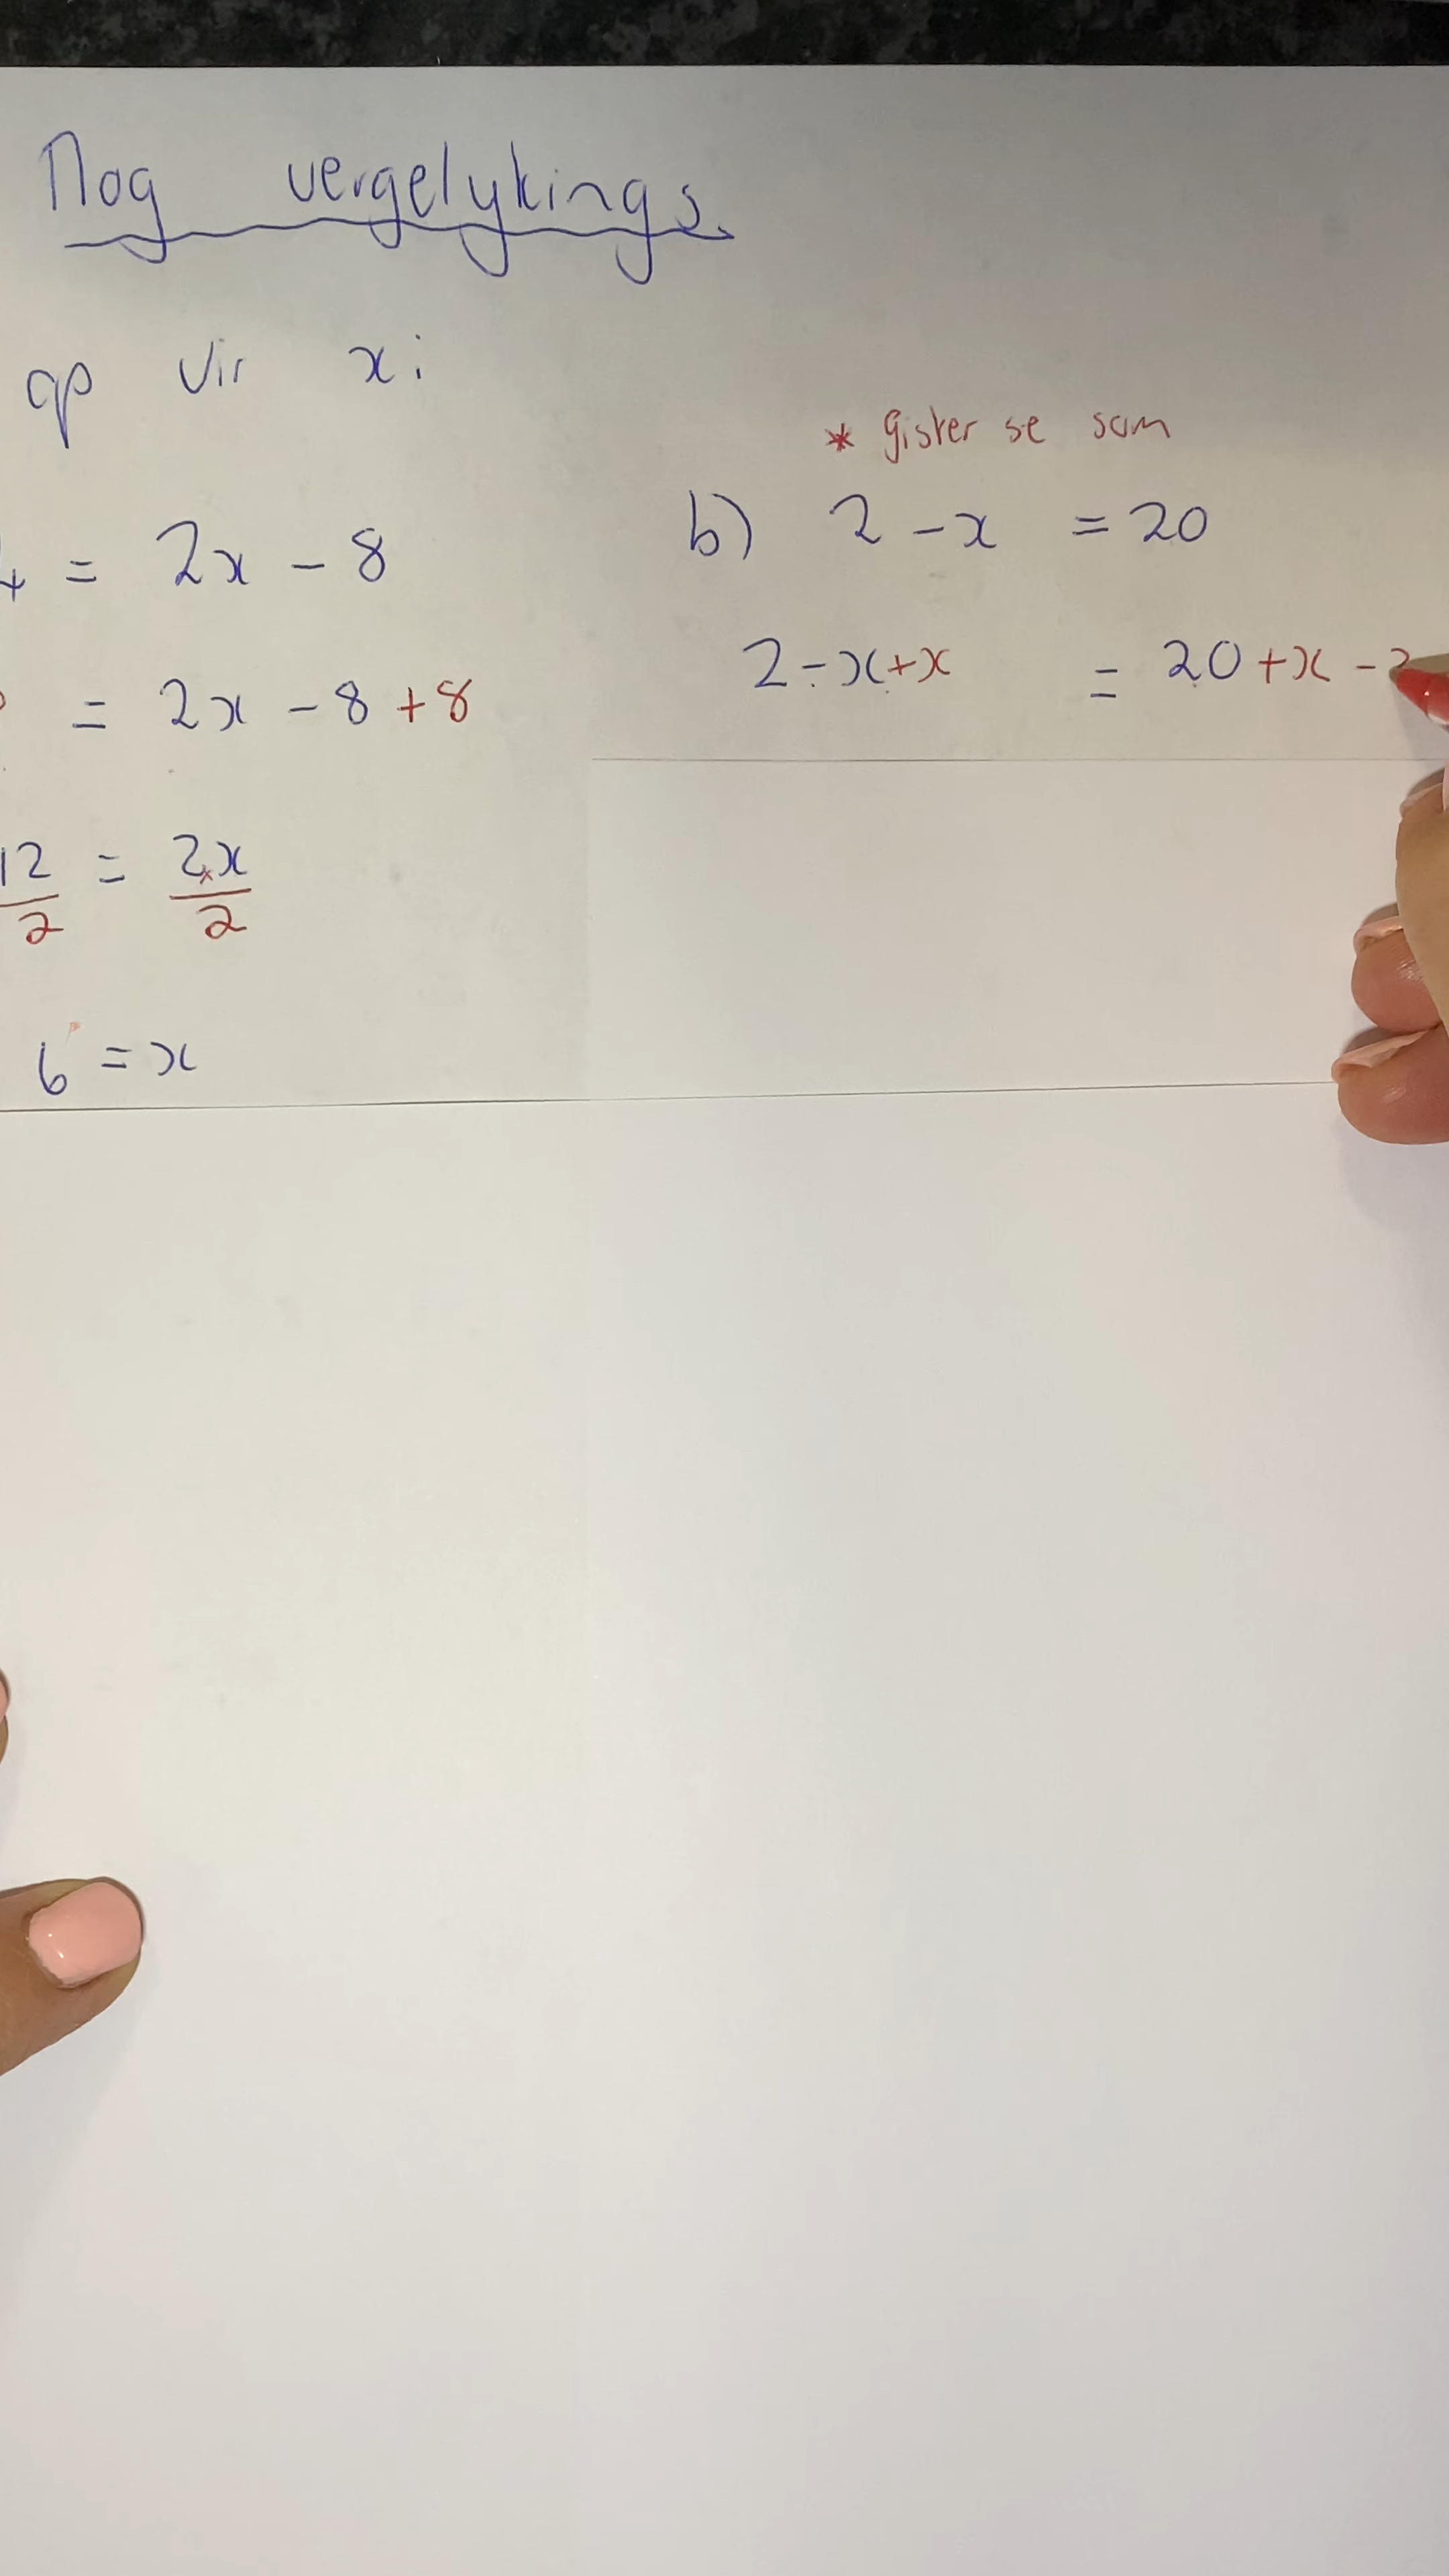 Nog vergelykings
op vir x:
4 = 2x - 8
= 2x - 8 + 8
12/2 = 2x/2
6 = x
* gister se som
b) 2 - x = 20
2 - x + x = 20 + x -